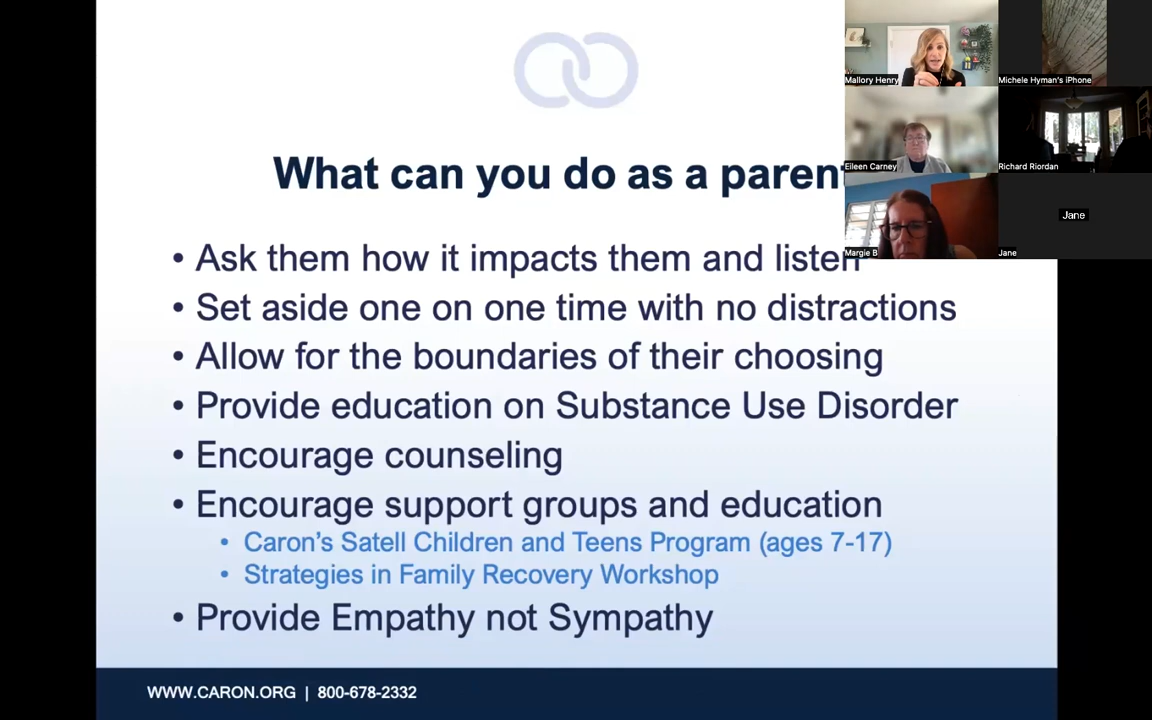 What can you do as a paren
• Ask them how it impacts them and listen
• Set aside one on one time with no distractions
• Allow for the boundaries of their choosing
• Provide education on Substance Use Disorder
• Encourage counseling
• Encourage support groups and education
• Caron’s Satell Children and Teens Program (ages 7-17)
• Strategies in Family Recovery Workshop
• Provide Empathy not Sympathy
WWW.CARON.ORG | 800-678-2332
Mallory Henry
Michele Hyman's iPhone
Eileen Carney
Richard Riordan
Margie B
Jane
Jane